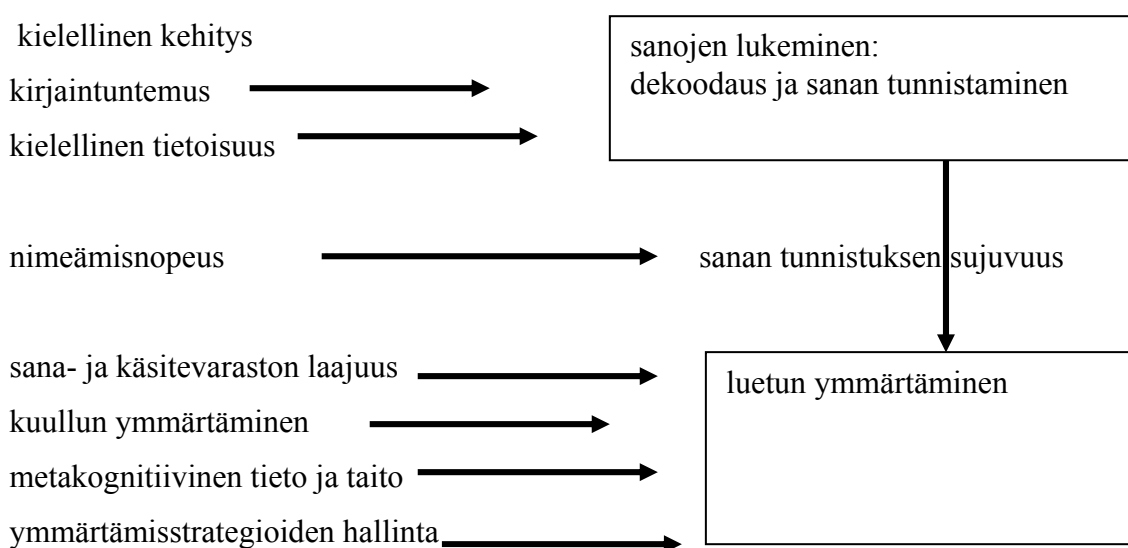 kielellinen kehitys
kirjaintuntemus
kielellinen tietoisuus
sanojen lukeminen:
dekoodaus ja sanan tunnistaminen
nimeämisnopeus
sanan tunnistuksen sujuvuus
sana- ja käsitevaraston laajuus
kuullun ymmärtäminen
metakognitiivinen tieto ja taito
ymmärtämisstrategioiden hallinta
luetun ymmärtäminen